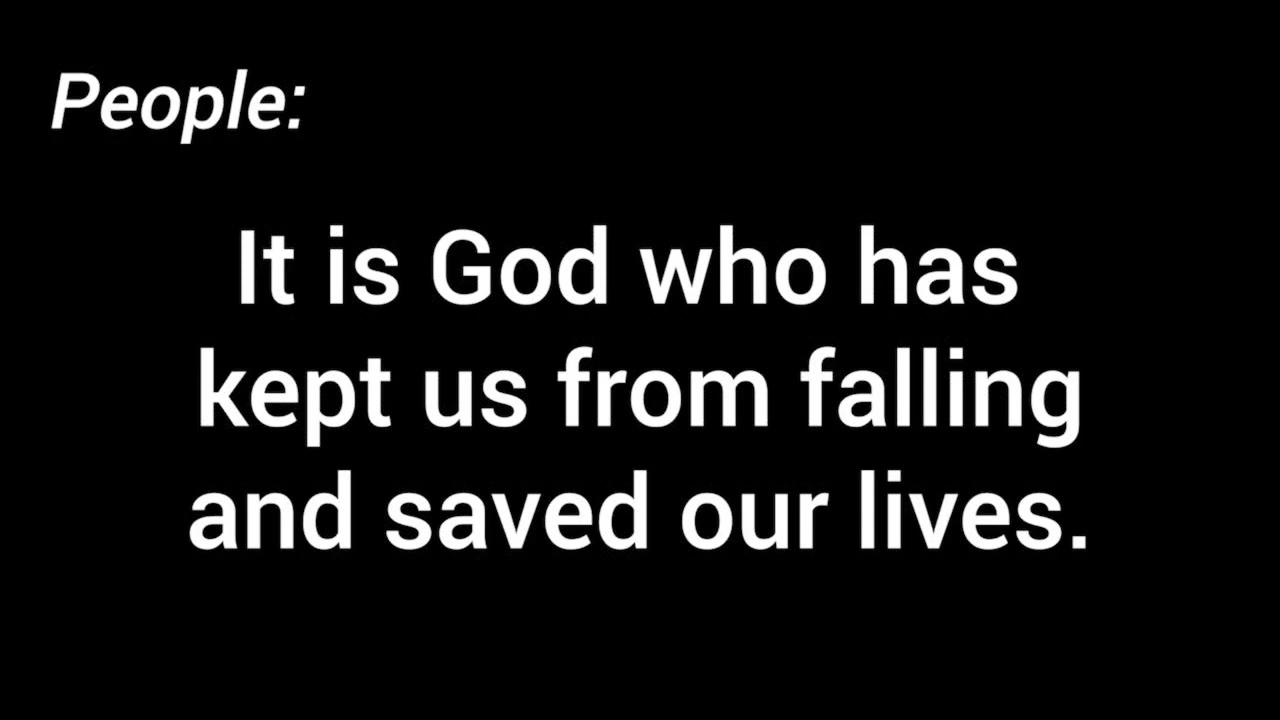 People:
It is God who has
kept us from falling
and saved our lives.